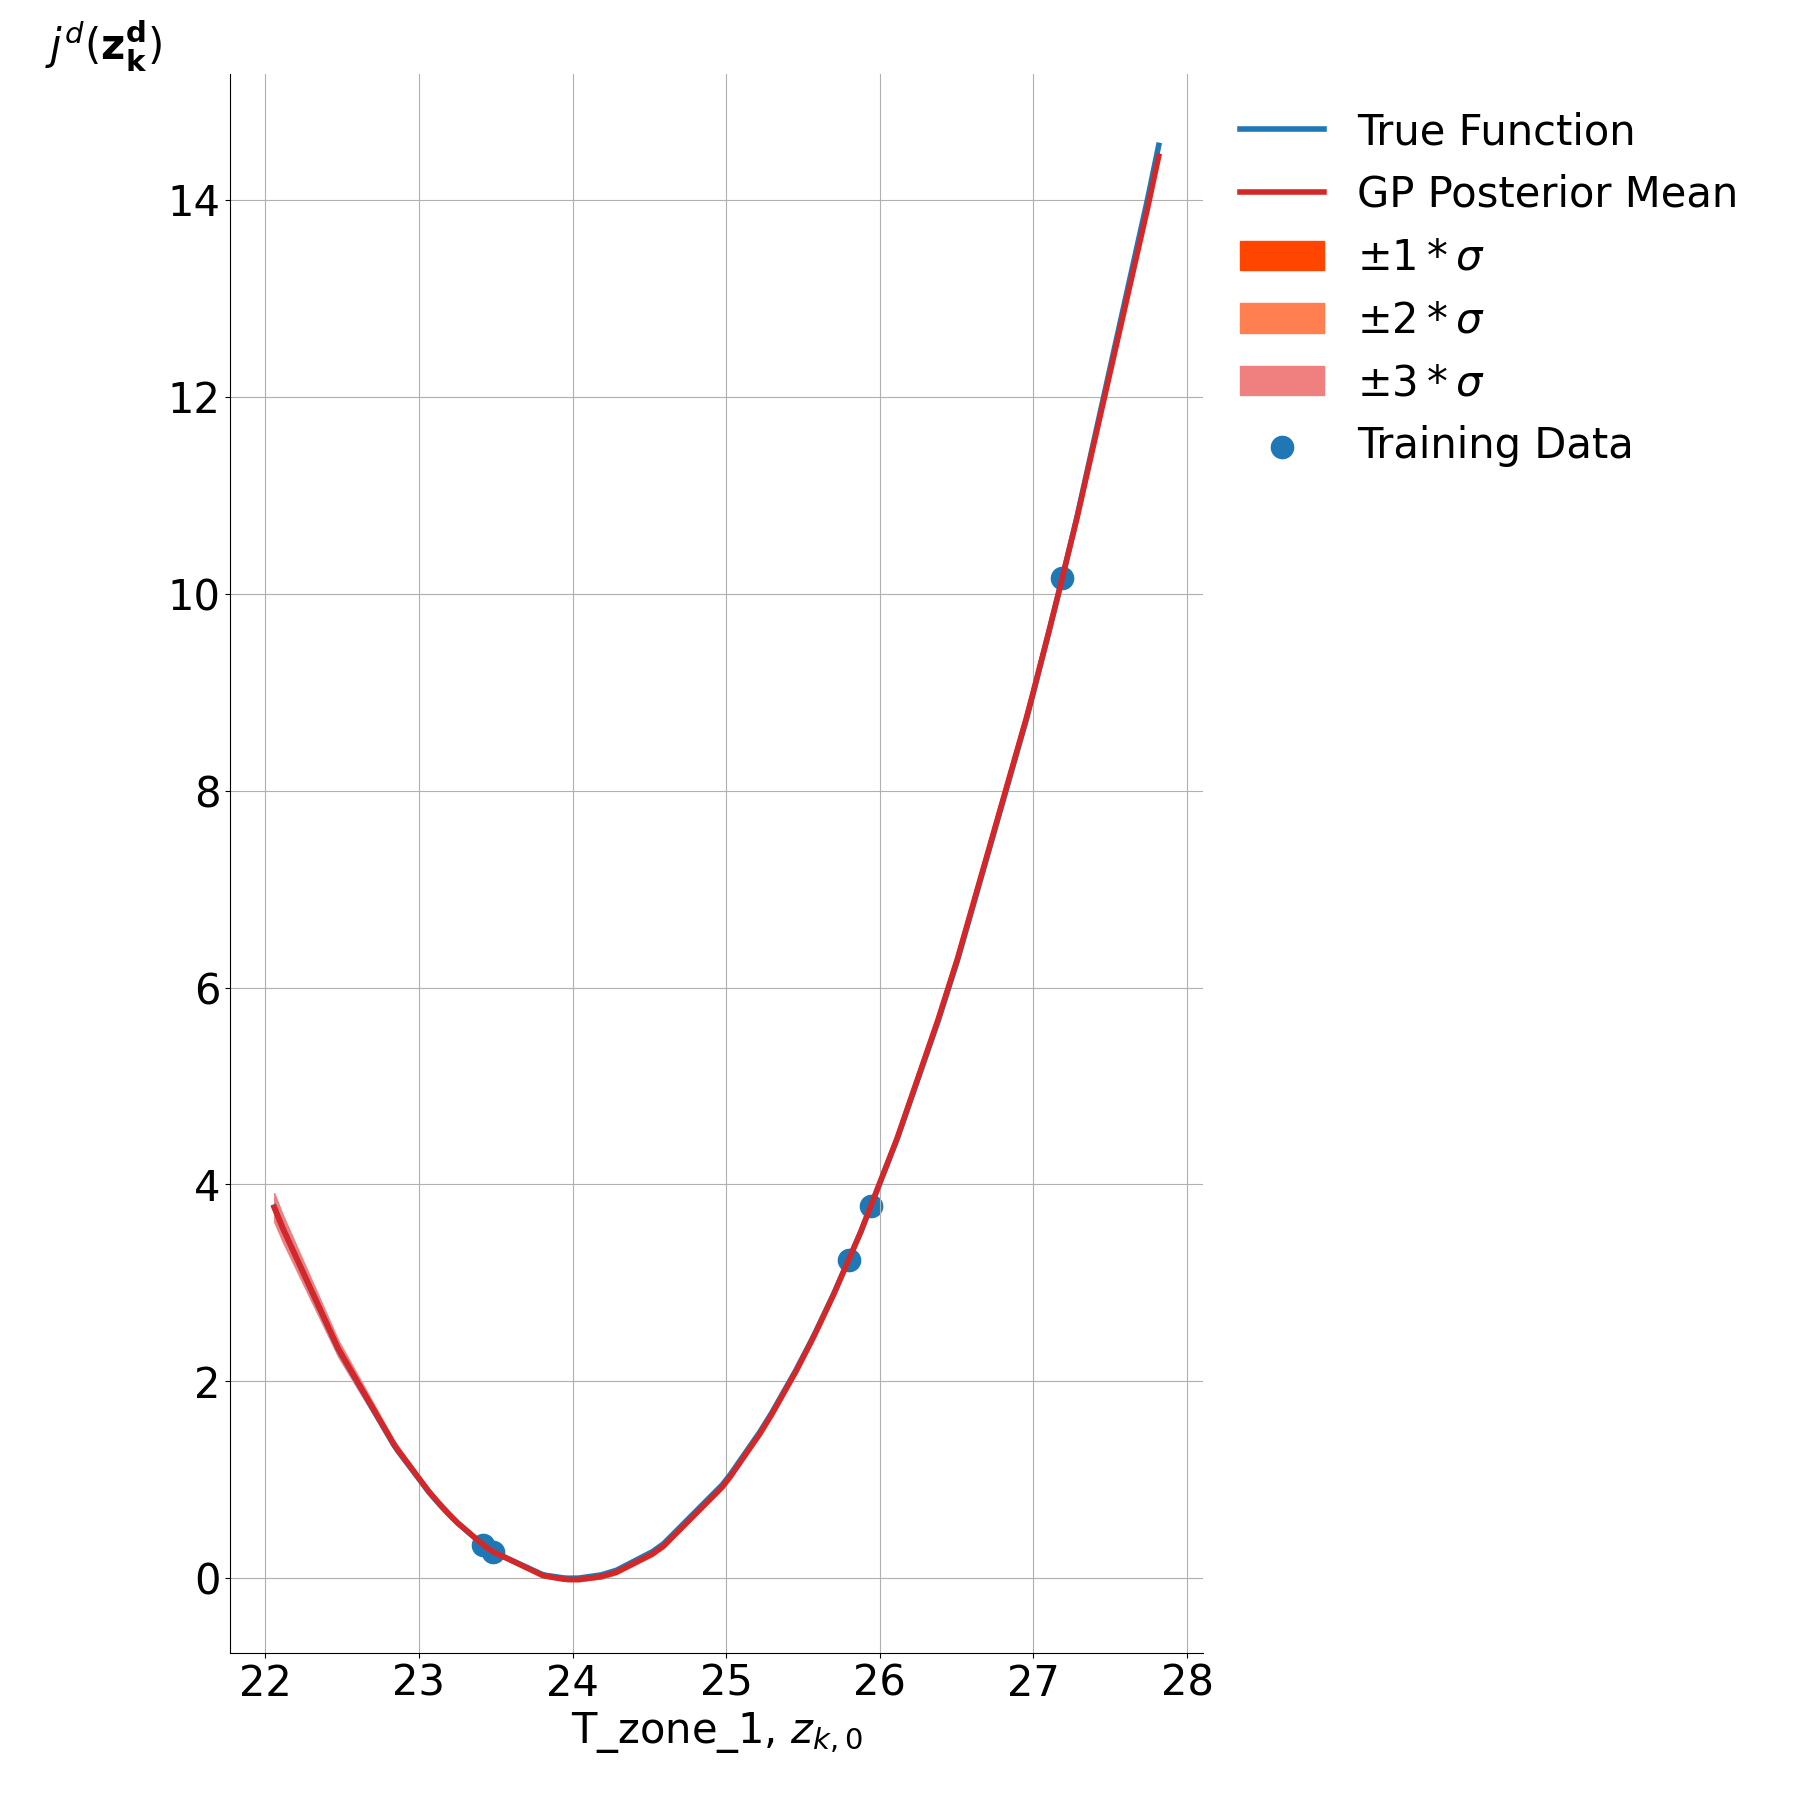 j^d(z_k^d)
True Function
GP Posterior Mean
±1 * σ
±2 * σ
±3 * σ
Training Data
14
12
10
8
6
4
2
0
22 23 24 25 26 27 28
T_zone_1, z_{k,0}